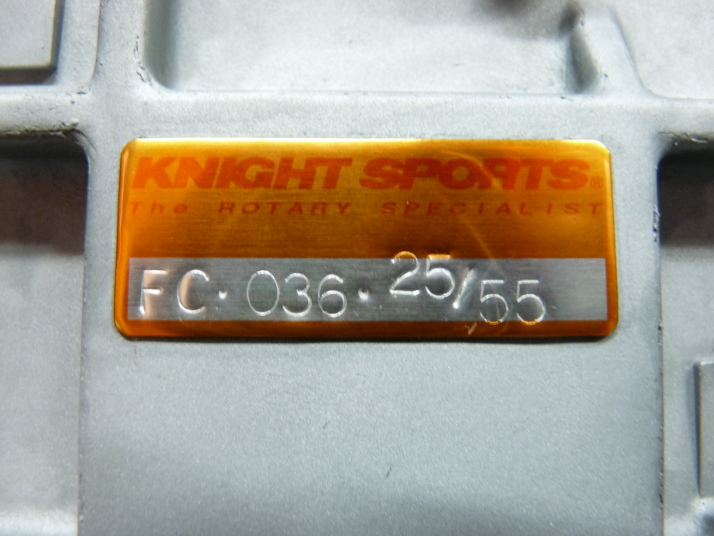 KNIGHT SPORTS®
The ROTARY SPECIALIST
FC・036・25/55